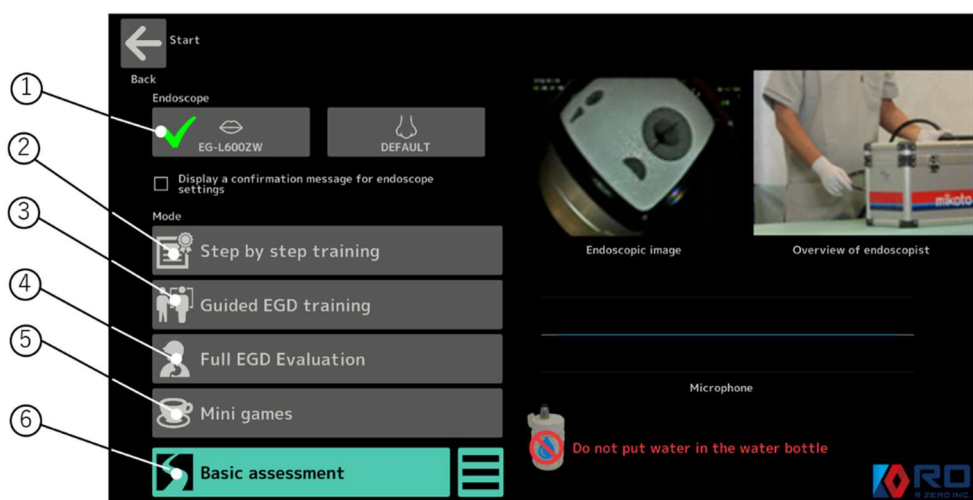 Start
Back
① Endoscope
EG-L600ZW
DEFAULT
Display a confirmation message for endoscope
settings
Mode
② Step by step training
③ Guided EGD training
④ Full EGD Evaluation
⑤ Mini games
⑥ Basic assessment
mikoto
Endoscopic image
Overview of endoscopist
Microphone
Do not put water in the water bottle
R ZERO INC.